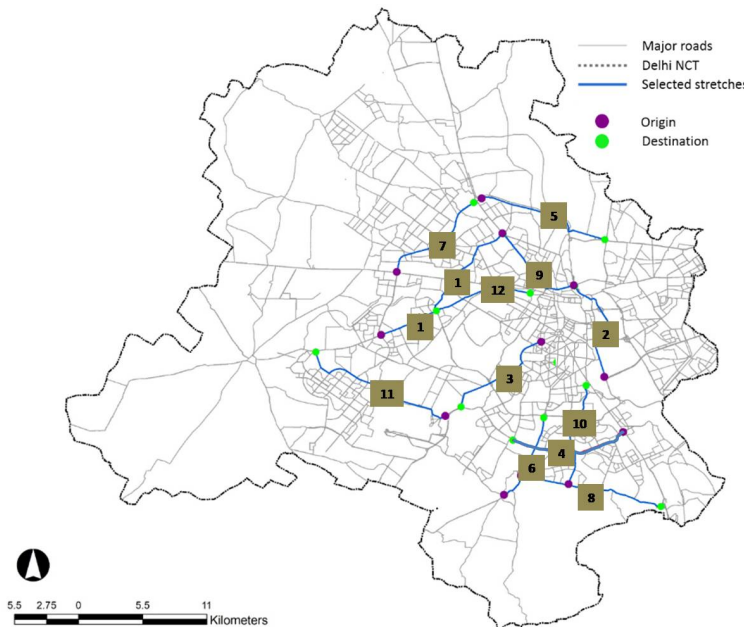 Major roads
Delhi NCT
Selected stretches
Origin
Destination
5
7
1
9
12
1
2
3
11
10
4
6
8
5.5 2.75 0 5.5 11
Kilometers